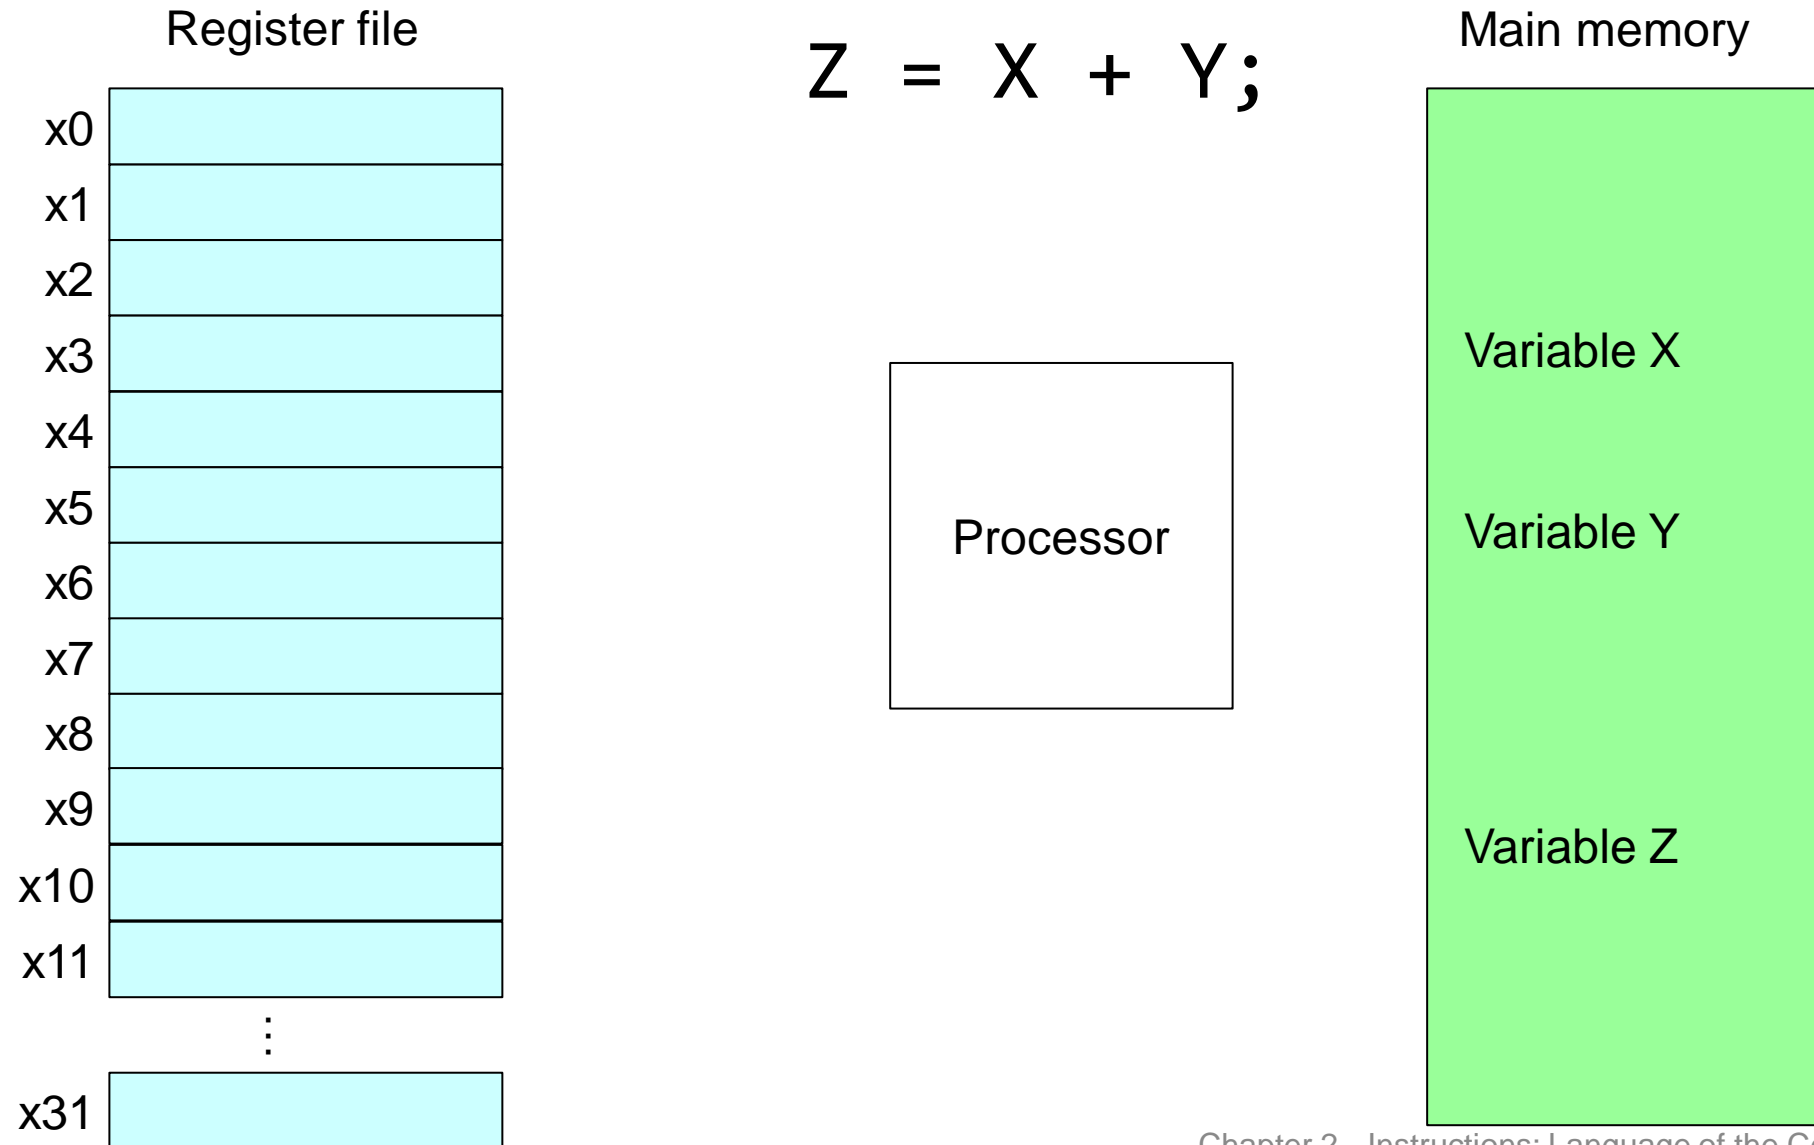 Register file
Z = X + Y;
Main memory
x0
x1
x2
x3
Variable X
x4
x5
Variable Y
Processor
x6
x7
x8
x9
Variable Z
x10
x11
⋮
x31
Chapter 2 - Instructions: Language of the